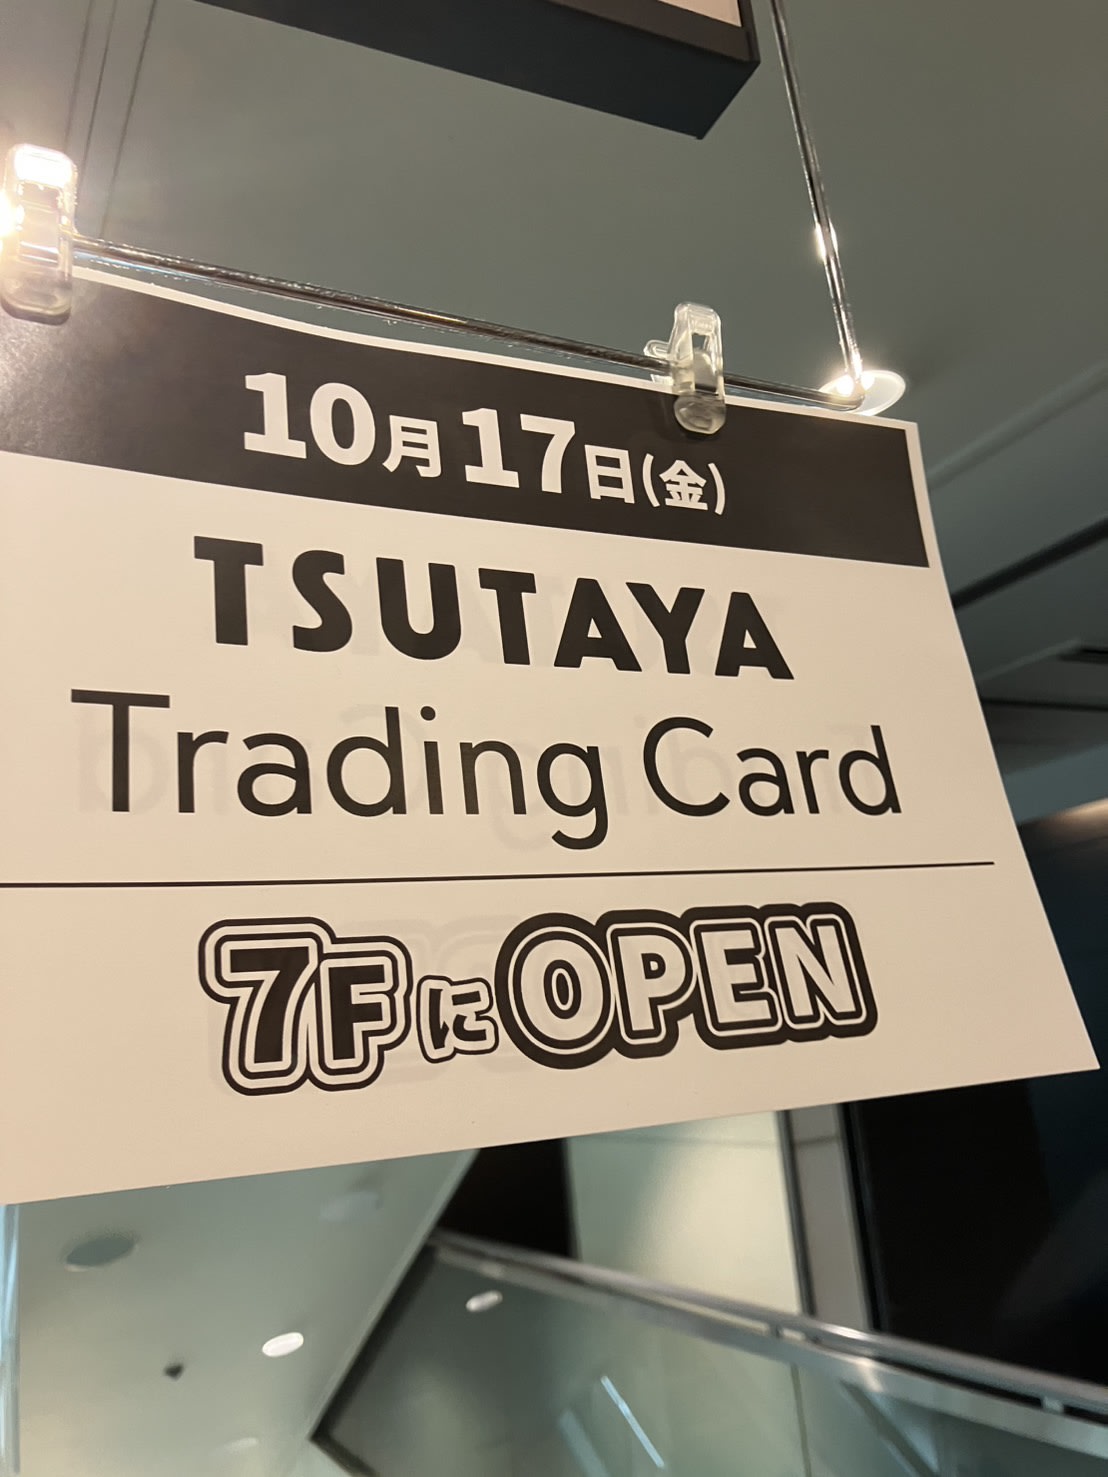 10月17日(金)
TSUTAYA
Trading Card
7FにOPEN